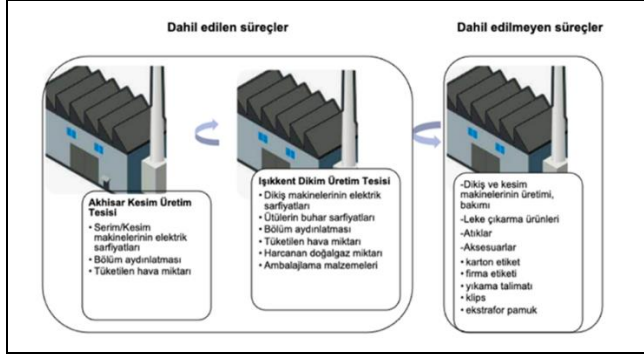 Dahil edilen süreçler
Dahil edilmeyen süreçler
Akhisar Kesim Üretim
Tesisi
• Serim/Kesim
makinelerinin elektrik
sarfiyatları
• Bölüm aydınlatması
• Tüketilen hava miktarı
Işıkkent Dikim Üretim Tesisi
• Dikiş makinelerinin elektrik
sarfiyatları
• Ütülerin buhar sarfiyatları
• Bölüm aydınlatması
• Tüketilen hava miktarı
• Harcanan doğalgaz miktarı
• Ambalajlama malzemeleri
-Dikiş ve kesim
makinelerinin üretimi,
bakımı
-Leke çıkarma ürünleri
-Atıklar
-Aksesuarlar
• karton etiket
• firma etiketi
• yıkama talimatı
• klips
• ekstrafor pamuk